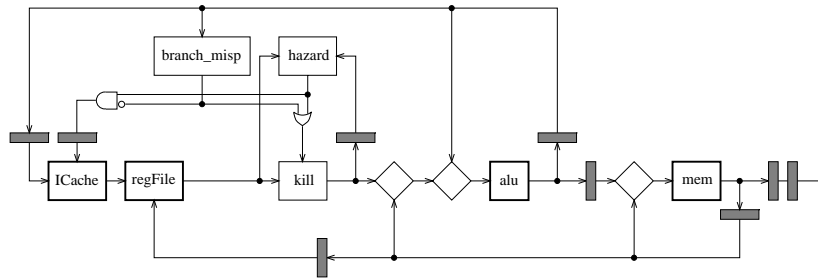 branch_misp
hazard
ICache
regFile
kill
alu
mem